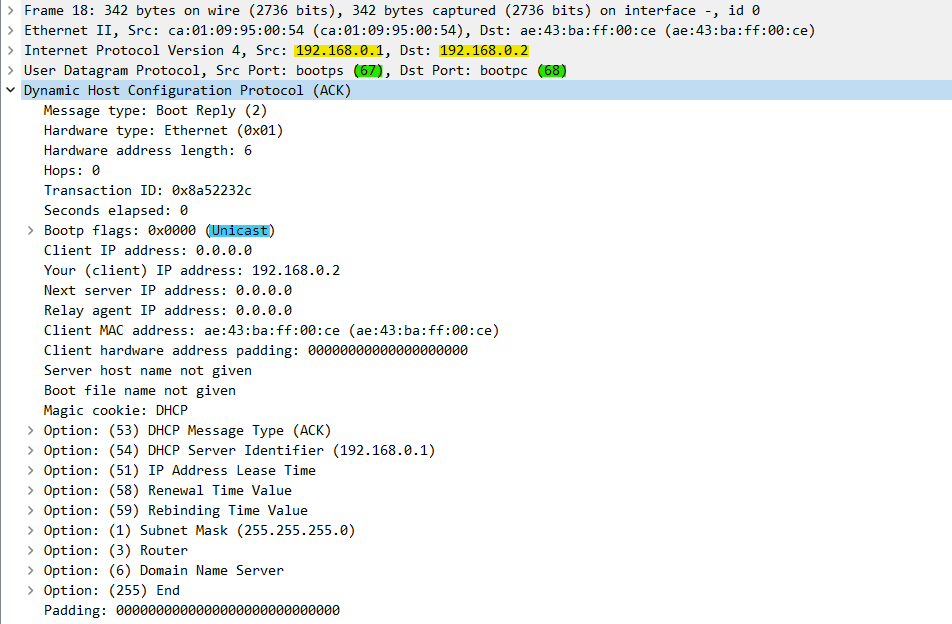 Frame 18: 342 bytes on wire (2736 bits), 342 bytes captured (2736 bits) on interface -, id 0
Ethernet II, Src: ca:01:09:95:00:54 (ca:01:09:95:00:54), Dst: ae:43:ba:ff:00:ce (ae:43:ba:ff:00:ce)
Internet Protocol Version 4, Src: 192.168.0.1, Dst: 192.168.0.2
User Datagram Protocol, Src Port: bootps (67), Dst Port: bootpc (68)
Dynamic Host Configuration Protocol (ACK)
Message type: Boot Reply (2)
Hardware type: Ethernet (0x01)
Hardware address length: 6
Hops: 0
Transaction ID: 0x8a52232c
Seconds elapsed: 0
Bootp flags: 0x0000 (Unicast)
Client IP address: 0.0.0.0
Your (client) IP address: 192.168.0.2
Next server IP address: 0.0.0.0
Relay agent IP address: 0.0.0.0
Client MAC address: ae:43:ba:ff:00:ce (ae:43:ba:ff:00:ce)
Client hardware address padding: 00000000000000000000
Server host name not given
Boot file name not given
Magic cookie: DHCP
Option: (53) DHCP Message Type (ACK)
Option: (54) DHCP Server Identifier (192.168.0.1)
Option: (51) IP Address Lease Time
Option: (58) Renewal Time Value
Option: (59) Rebinding Time Value
Option: (1) Subnet Mask (255.255.255.0)
Option: (3) Router
Option: (6) Domain Name Server
Option: (255) End
Padding: 0000000000000000000000000000